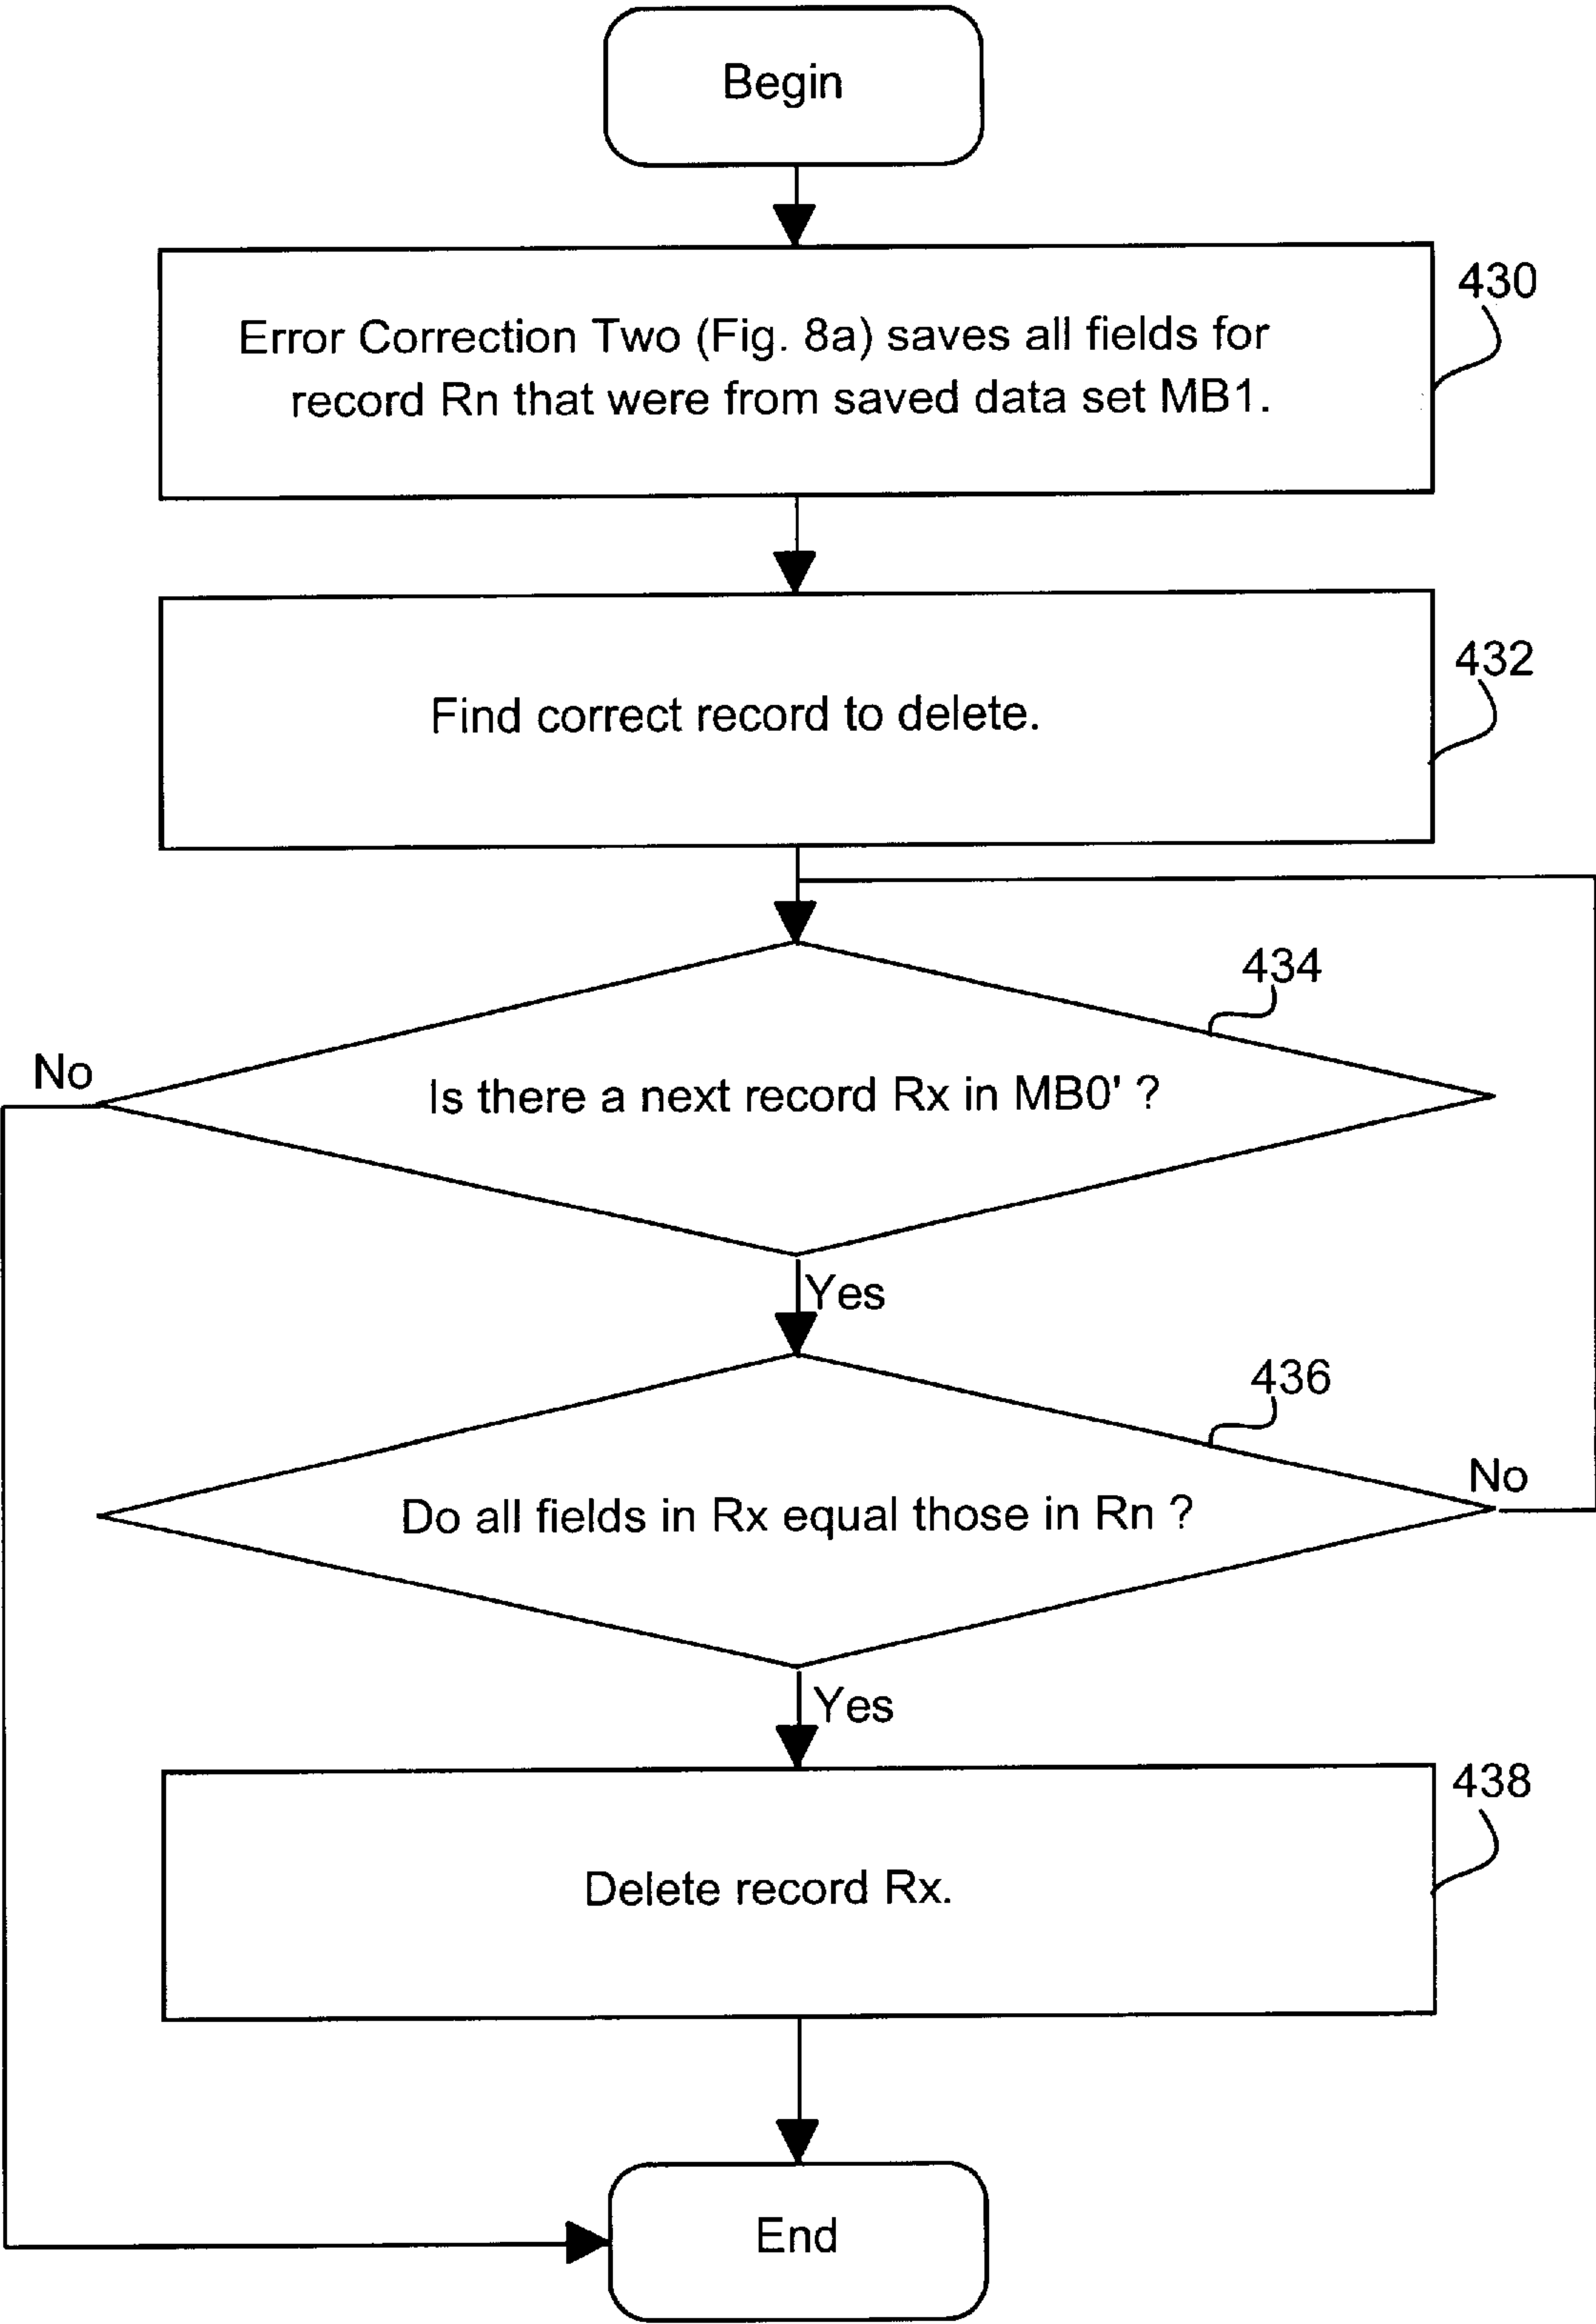 Begin
430
Error Correction Two (Fig. 8a) saves all fields for
record Rn that were from saved data set MB1.
432
Find correct record to delete.
434
No
Is there a next record Rx in MB0' ?
Yes
436
No
Do all fields in Rx equal those in Rn ?
Yes
438
Delete record Rx.
End